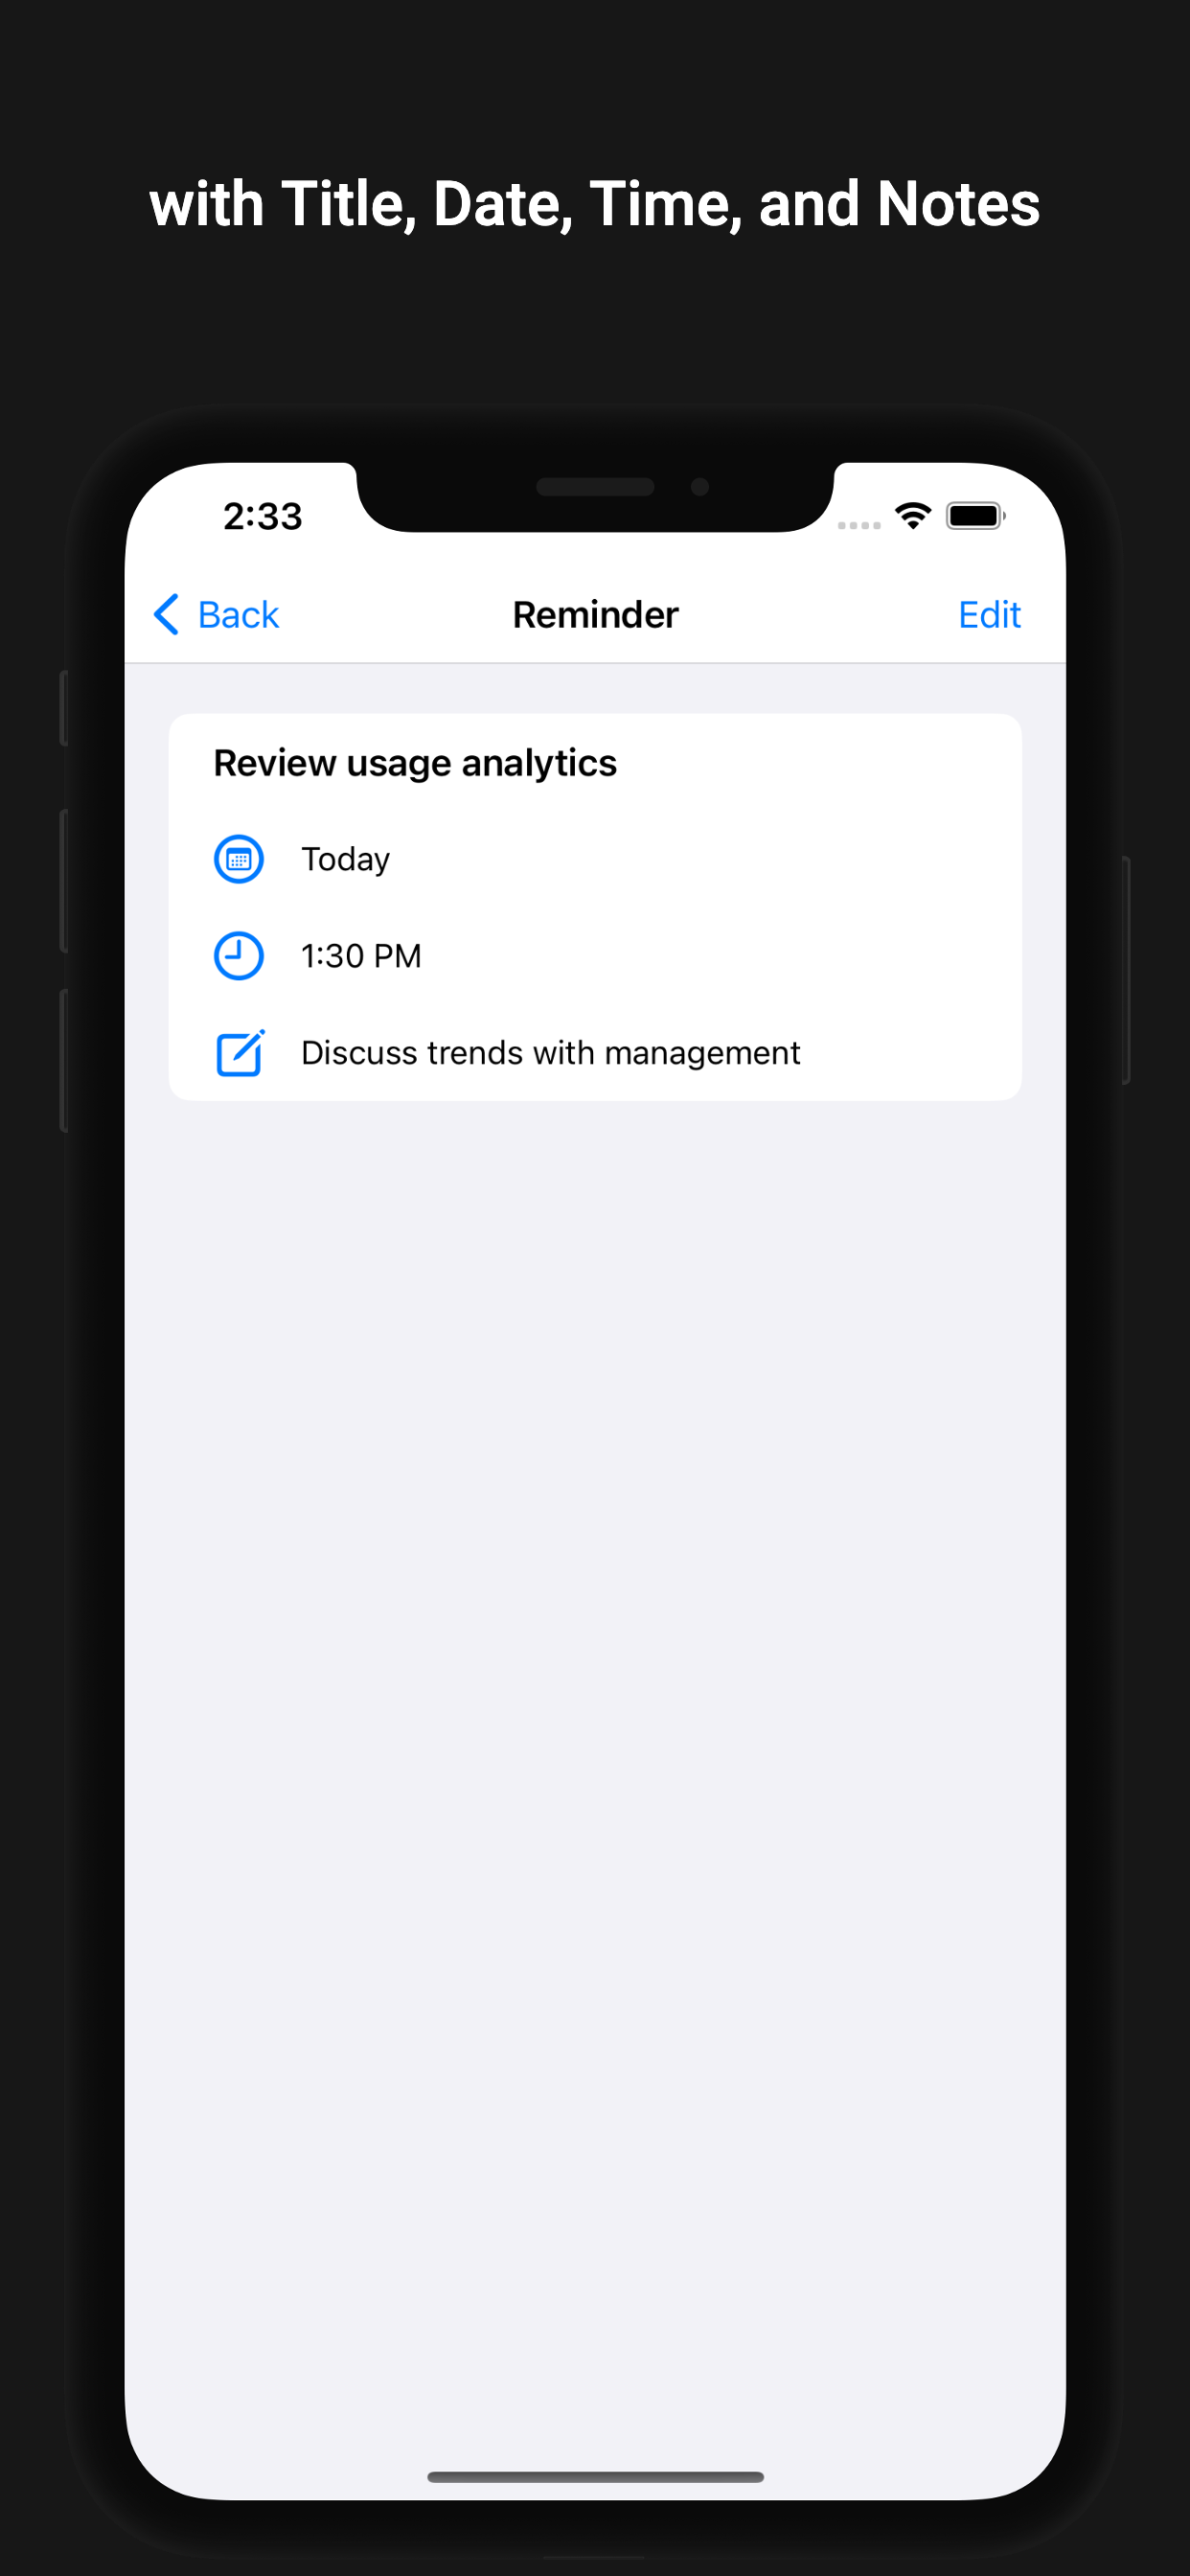 with Title, Date, Time, and Notes
2:33
Back
Reminder
Edit
Review usage analytics
Today
1:30 PM
Discuss trends with management